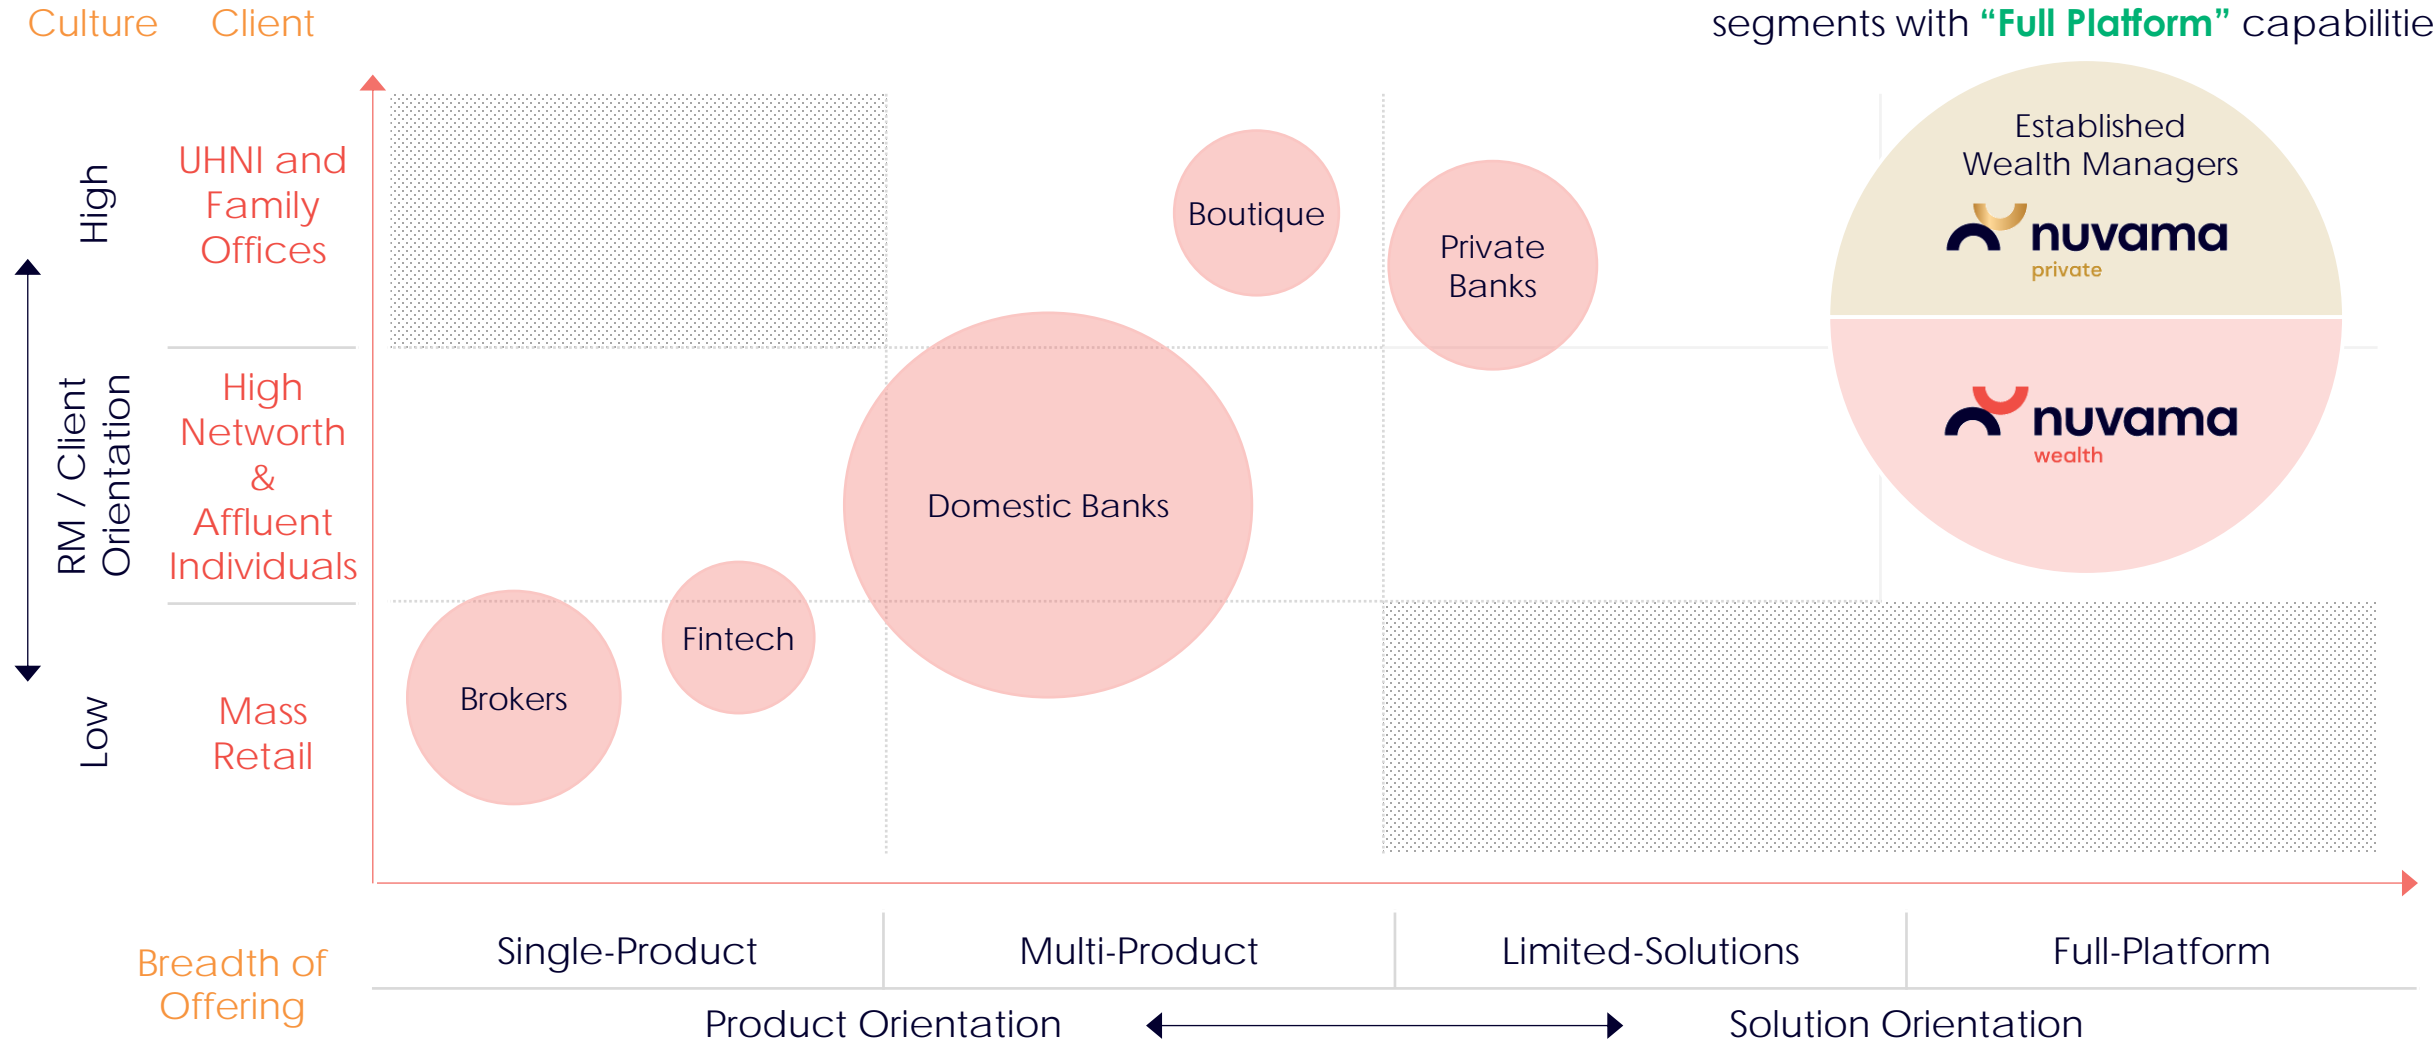 Culture
Client
segments with “Full Platform” capabilitie
High
RM / Client
Orientation
Low
UHNI and
Family
Offices
High
Networth
&
Affluent
Individuals
Mass
Retail
Boutique
Private
Banks
Established
Wealth Managers
nuvama
private
nuvama
wealth
Domestic Banks
Fintech
Brokers
Breadth of
Offering
Single-Product
Multi-Product
Limited-Solutions
Full-Platform
Product Orientation
Solution Orientation